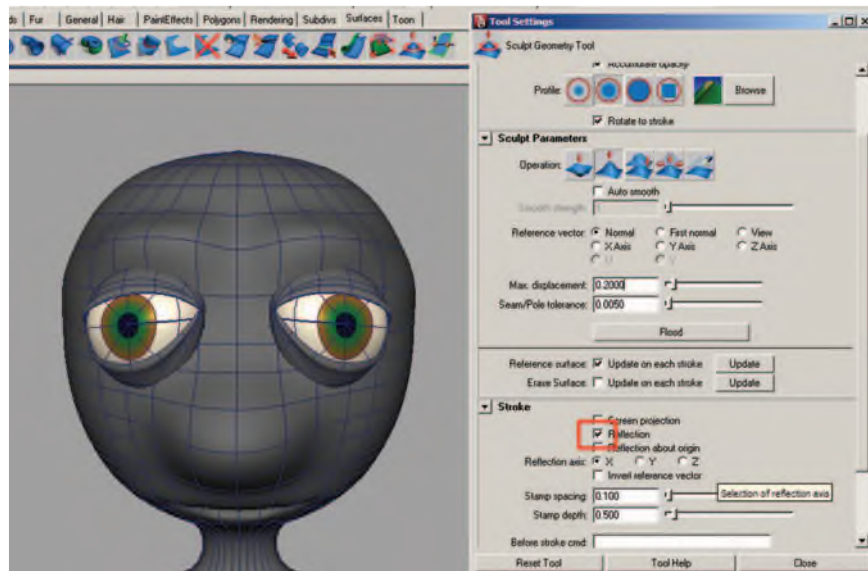 Fur General Hair PaintEffects Polygons Rendering Subdivs Surfaces Toon
Tool Settings
Sculpt Geometry Tool
Accumulate opacity
Profile: Browse
Rotate to stroke
Sculpt Parameters
Operation:
Auto smooth
Smooth strength:
Reference vector: Normal First normal View
X Axis Y Axis Z Axis
U V
Max. displacement: 0.2000
Seam/Pole tolerance: 0.0050
Flood
Reference surface: Update on each stroke Update
Erase Surface: Update on each stroke Update
Stroke
Screen projection
Reflection
Reflection about origin
Reflection axis: X Y Z
Invert reference vector
Stamp spacing: 0.100
Selection of reflection axis
Stamp depth: 0.500
Before stroke cmd:
Reset Tool Tool Help Close